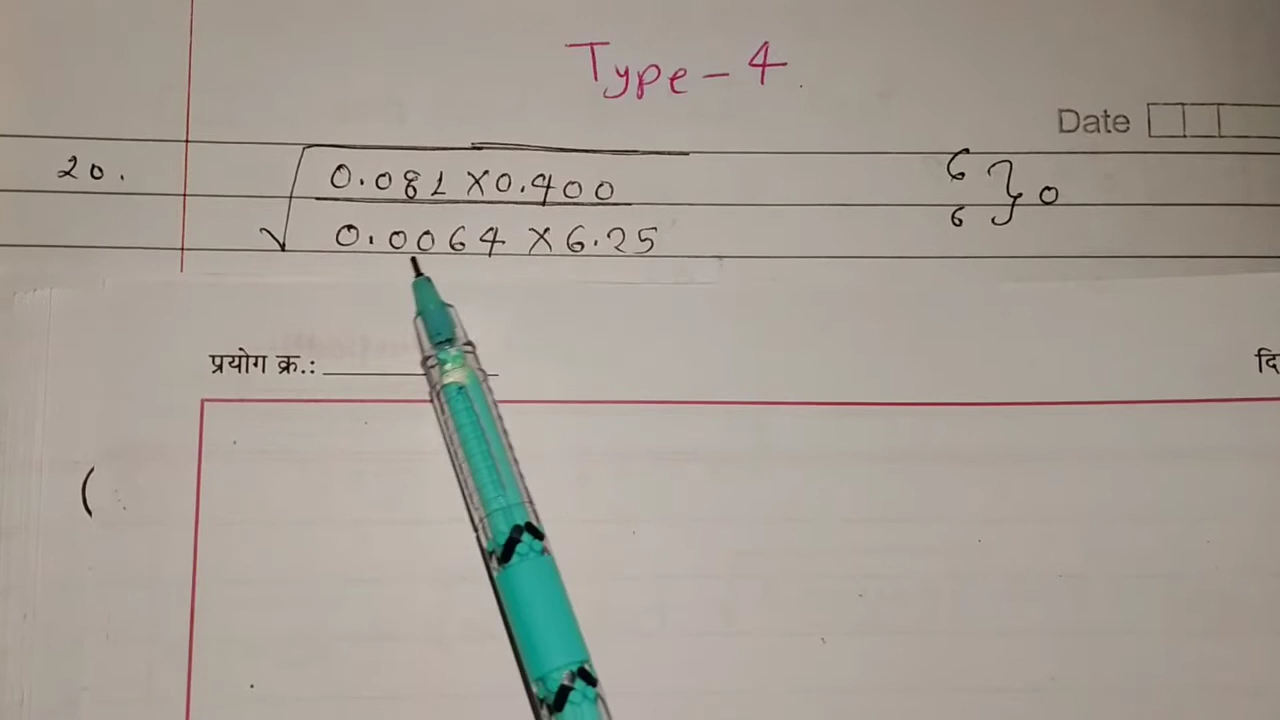 Type - 4
Date
20. √ 0.081 × 0.400 6
0.0064 × 6.25 6 } 0
प्रयोग क्र.:
दि
(